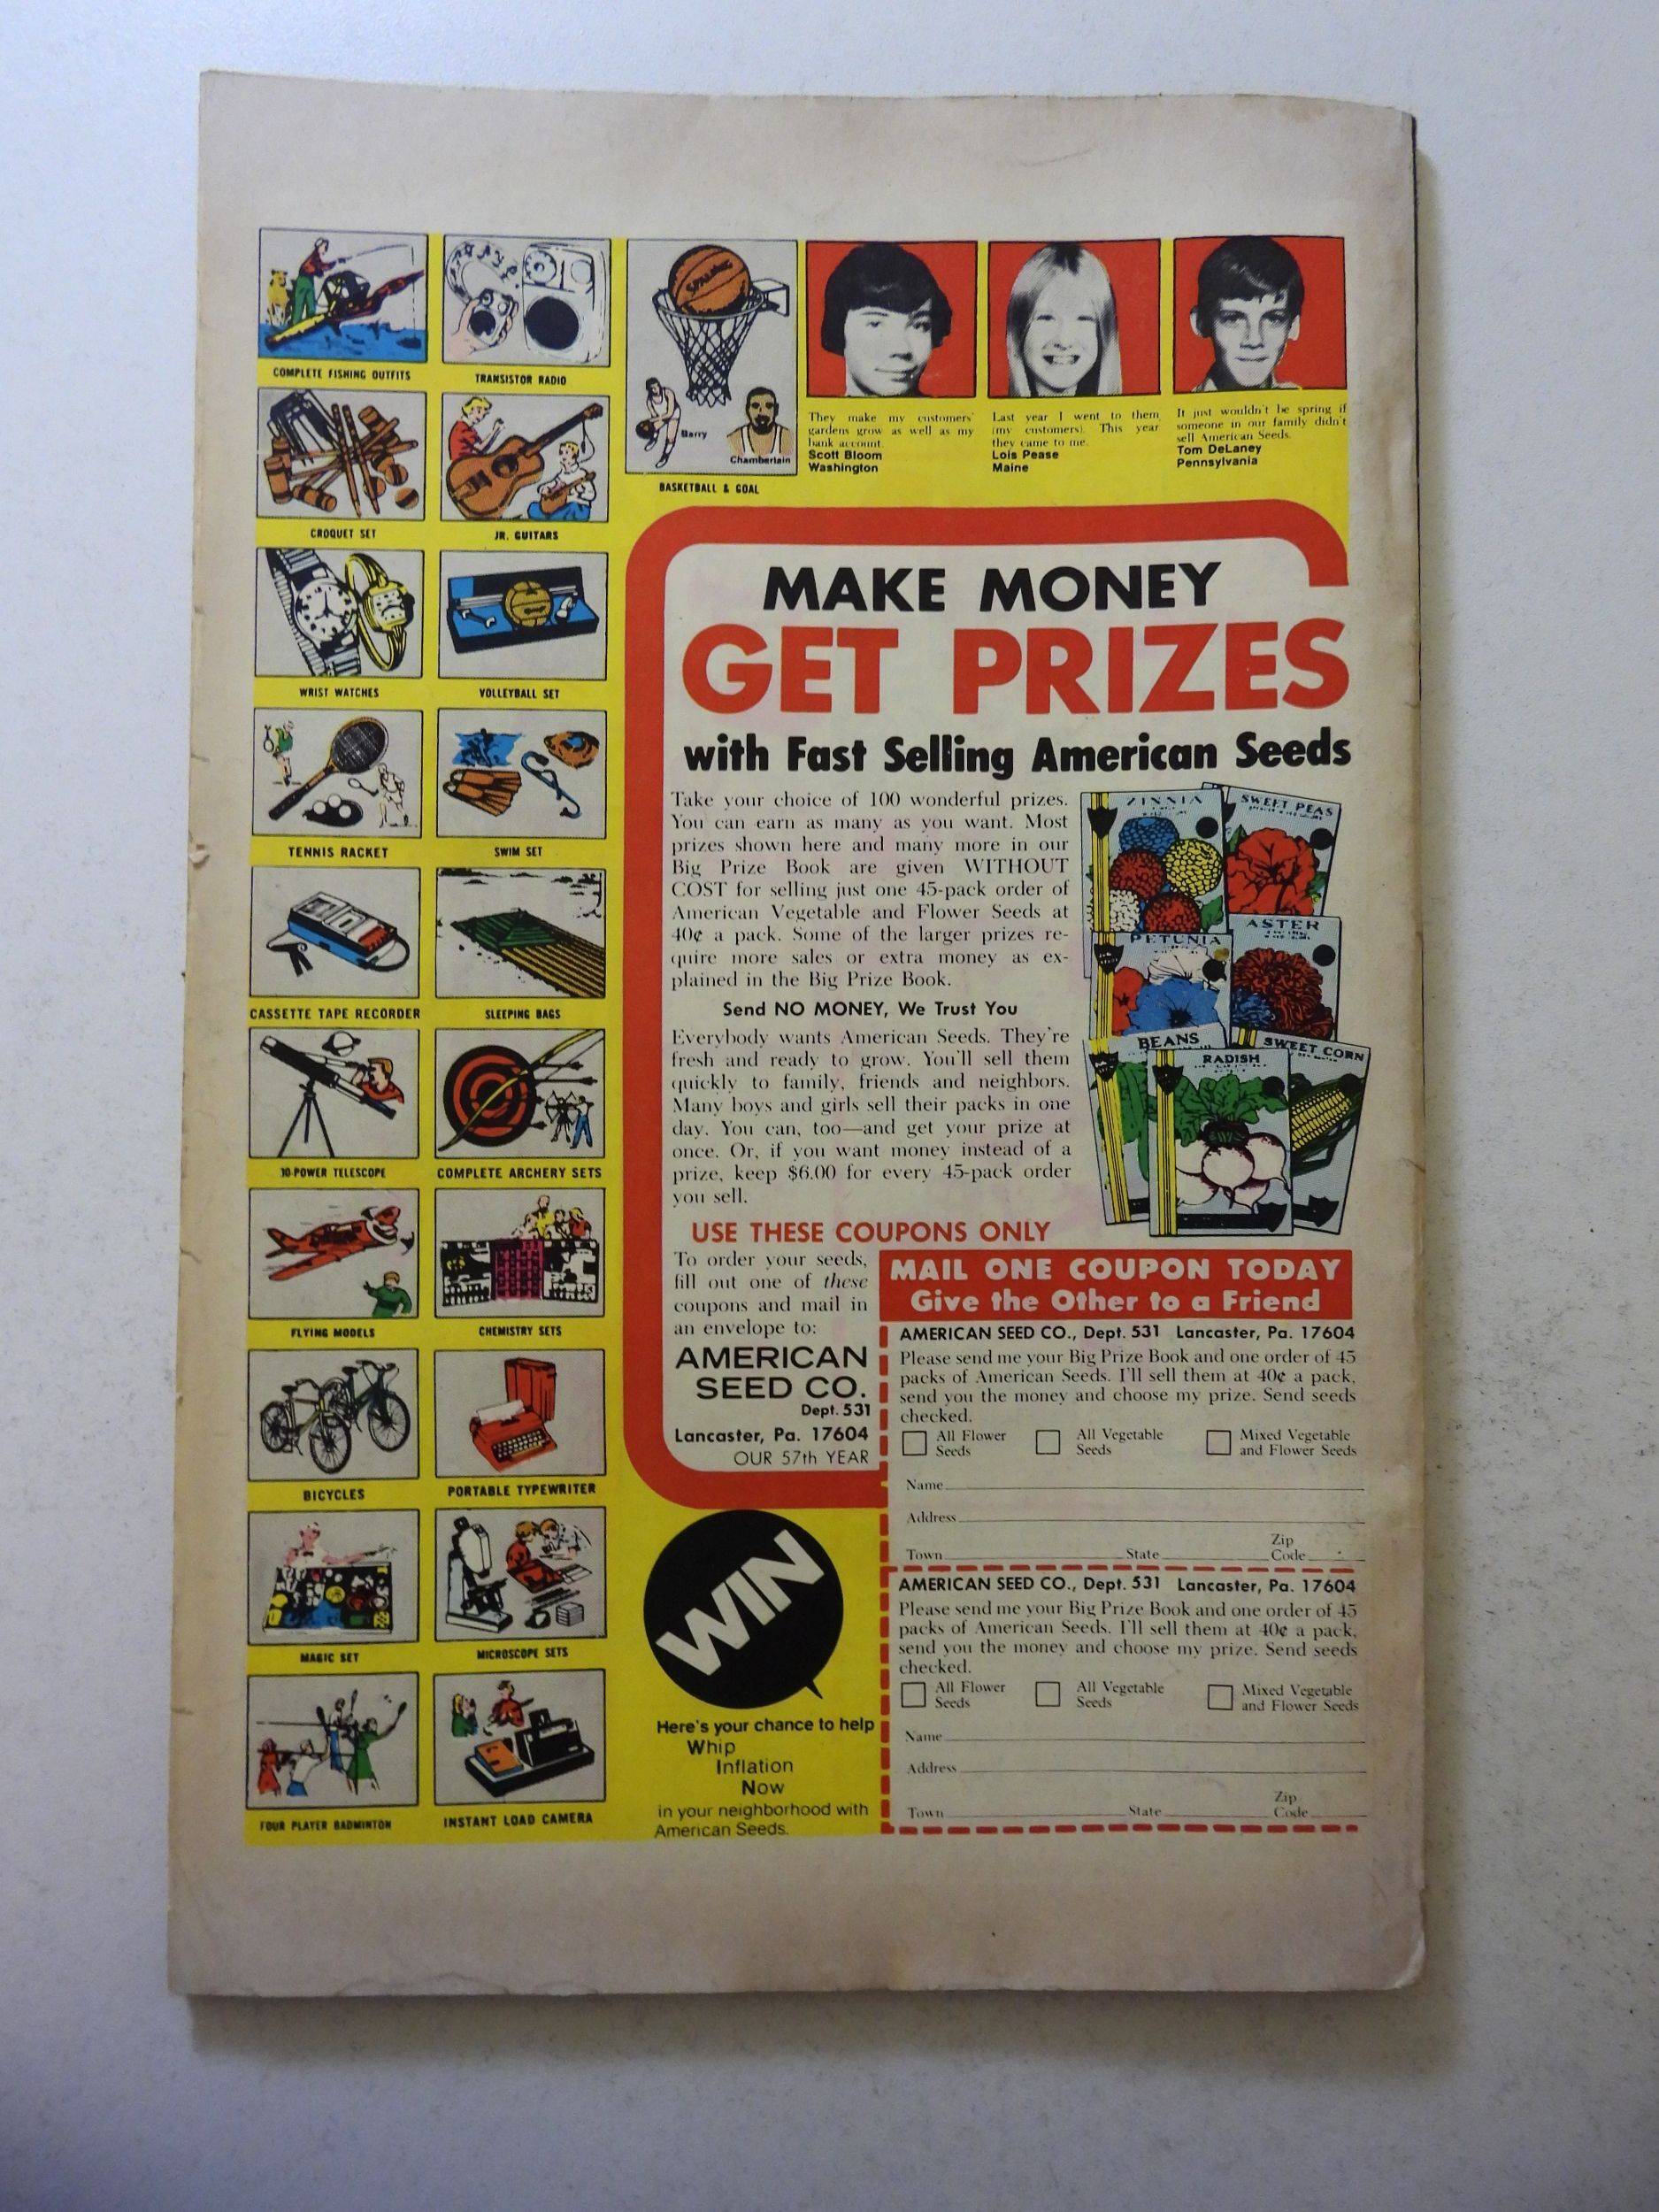 COMPLETE FISHING OUTFITS
TRANSISTOR RADIO
CROQUET SET
JR. GUITARS
WRIST WATCHES
VOLLEYBALL SET
TENNIS RACKET
SWIM SET
CASSETTE TAPE RECORDER
SLEEPING BAGS
10-POWER TELESCOPE
COMPLETE ARCHERY SETS
FLYING MODELS
CHEMISTRY SETS
BICYCLES
PORTABLE TYPEWRITER
MAGIC SET
MICROSCOPE SETS
FOUR PLAYER BADMINTON
INSTANT LOAD CAMERA
SPALDING
Barry
Chamberlain
BASKETBALL & GOAL
They make my customers'
gardens grow as well as my
bank account.
Scott Bloom
Washington
Last year I went to them
(my customers). This year
they came to me.
Lois Pease
Maine
It just wouldn't be spring if
someone in our family didn't
sell American Seeds.
Tom DeLaney
Pennsylvania
MAKE MONEY
GET PRIZES
with Fast Selling American Seeds
Take your choice of 100 wonderful prizes.
You can earn as many as you want. Most
prizes shown here and many more in our
Big Prize Book are given WITHOUT
COST for selling just one 45-pack order of
American Vegetable and Flower Seeds at
40¢ a pack. Some of the larger prizes re-
quire more sales or extra money as ex-
plained in the Big Prize Book.
Send NO MONEY, We Trust You
Everybody wants American Seeds. They're
fresh and ready to grow. You'll sell them
quickly to family, friends and neighbors.
Many boys and girls sell their packs in one
day. You can, too—and get your prize at
once. Or, if you want money instead of a
prize, keep $6.00 for every 45-pack order
you sell.
ZINNIA
SWEET PEAS
PETUNIA
ASTER
BEANS
RADISH
SWEET CORN
USE THESE COUPONS ONLY
To order your seeds,
fill out one of these
coupons and mail in
an envelope to:
AMERICAN
SEED CO.
Dept. 531
Lancaster, Pa. 17604
OUR 57th YEAR
MAIL ONE COUPON TODAY
Give the Other to a Friend
AMERICAN SEED CO., Dept. 531 Lancaster, Pa. 17604
Please send me your Big Prize Book and one order of 45
packs of American Seeds. I'll sell them at 40¢ a pack,
send you the money and choose my prize. Send seeds
checked.
All Flower Seeds
All Vegetable Seeds
Mixed Vegetable and Flower Seeds
Name
Address
Town State Zip Code
AMERICAN SEED CO., Dept. 531 Lancaster, Pa. 17604
Please send me your Big Prize Book and one order of 45
packs of American Seeds. I'll sell them at 40¢ a pack,
send you the money and choose my prize. Send seeds
checked.
All Flower Seeds
All Vegetable Seeds
Mixed Vegetable and Flower Seeds
Name
Address
Town State Zip Code
WIN
Here's your chance to help
Whip
Inflation
Now
in your neighborhood with
American Seeds.